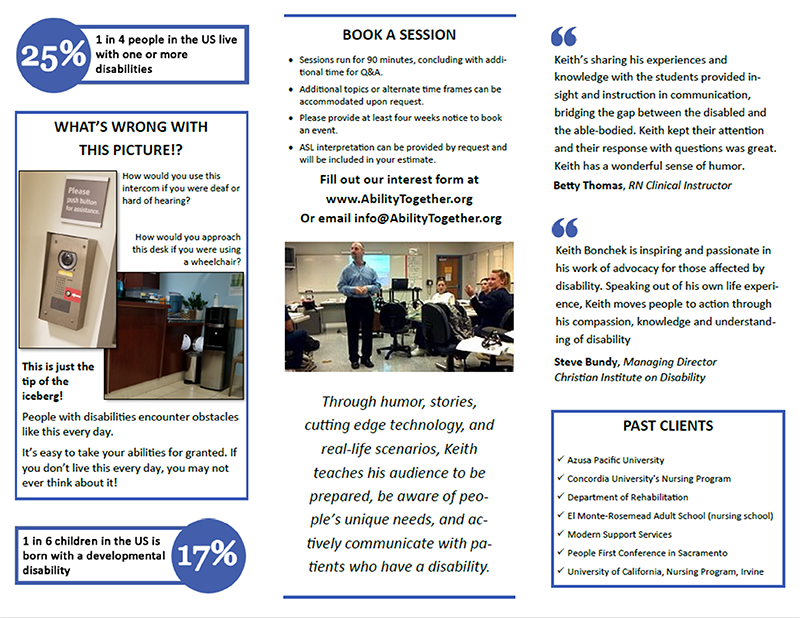 25%
1 in 4 people in the US live
with one or more
disabilities
WHAT’S WRONG WITH
THIS PICTURE!?
Please
push button
for assistance.
How would you use this
intercom if you were deaf or
hard of hearing?
How would you approach
this desk if you were using
a wheelchair?
This is just the
tip of the
iceberg!
People with disabilities encounter obstacles
like this every day.
It’s easy to take your abilities for granted. If
you don’t live this every day, you may not
ever think about it!
1 in 6 children in the US is
born with a developmental
disability
17%
BOOK A SESSION
• Sessions run for 90 minutes, concluding with addi-
tional time for Q&A.
• Additional topics or alternate time frames can be
accommodated upon request.
• Please provide at least four weeks notice to book
an event.
• ASL interpretation can be provided by request and
will be included in your estimate.
Fill out our interest form at
www.AbilityTogether.org
Or email info@AbilityTogether.org
Through humor, stories,
cutting edge technology, and
real-life scenarios, Keith
teaches his audience to be
prepared, be aware of peo-
ple’s unique needs, and ac-
tively communicate with pa-
tients who have a disability.
“
Keith’s sharing his experiences and
knowledge with the students provided in-
sight and instruction in communication,
bridging the gap between the disabled and
the able-bodied. Keith kept their attention
and their response with questions was great.
Keith has a wonderful sense of humor.
Betty Thomas, RN Clinical Instructor
“
Keith Bonchek is inspiring and passionate in
his work of advocacy for those affected by
disability. Speaking out of his own life experi-
ence, Keith moves people to action through
his compassion, knowledge and understand-
ing of disability
Steve Bundy, Managing Director
Christian Institute on Disability
PAST CLIENTS
✓ Azusa Pacific University
✓ Concordia University's Nursing Program
✓ Department of Rehabilitation
✓ El Monte-Rosemead Adult School (nursing school)
✓ Modern Support Services
✓ People First Conference in Sacramento
✓ University of California, Nursing Program, Irvine